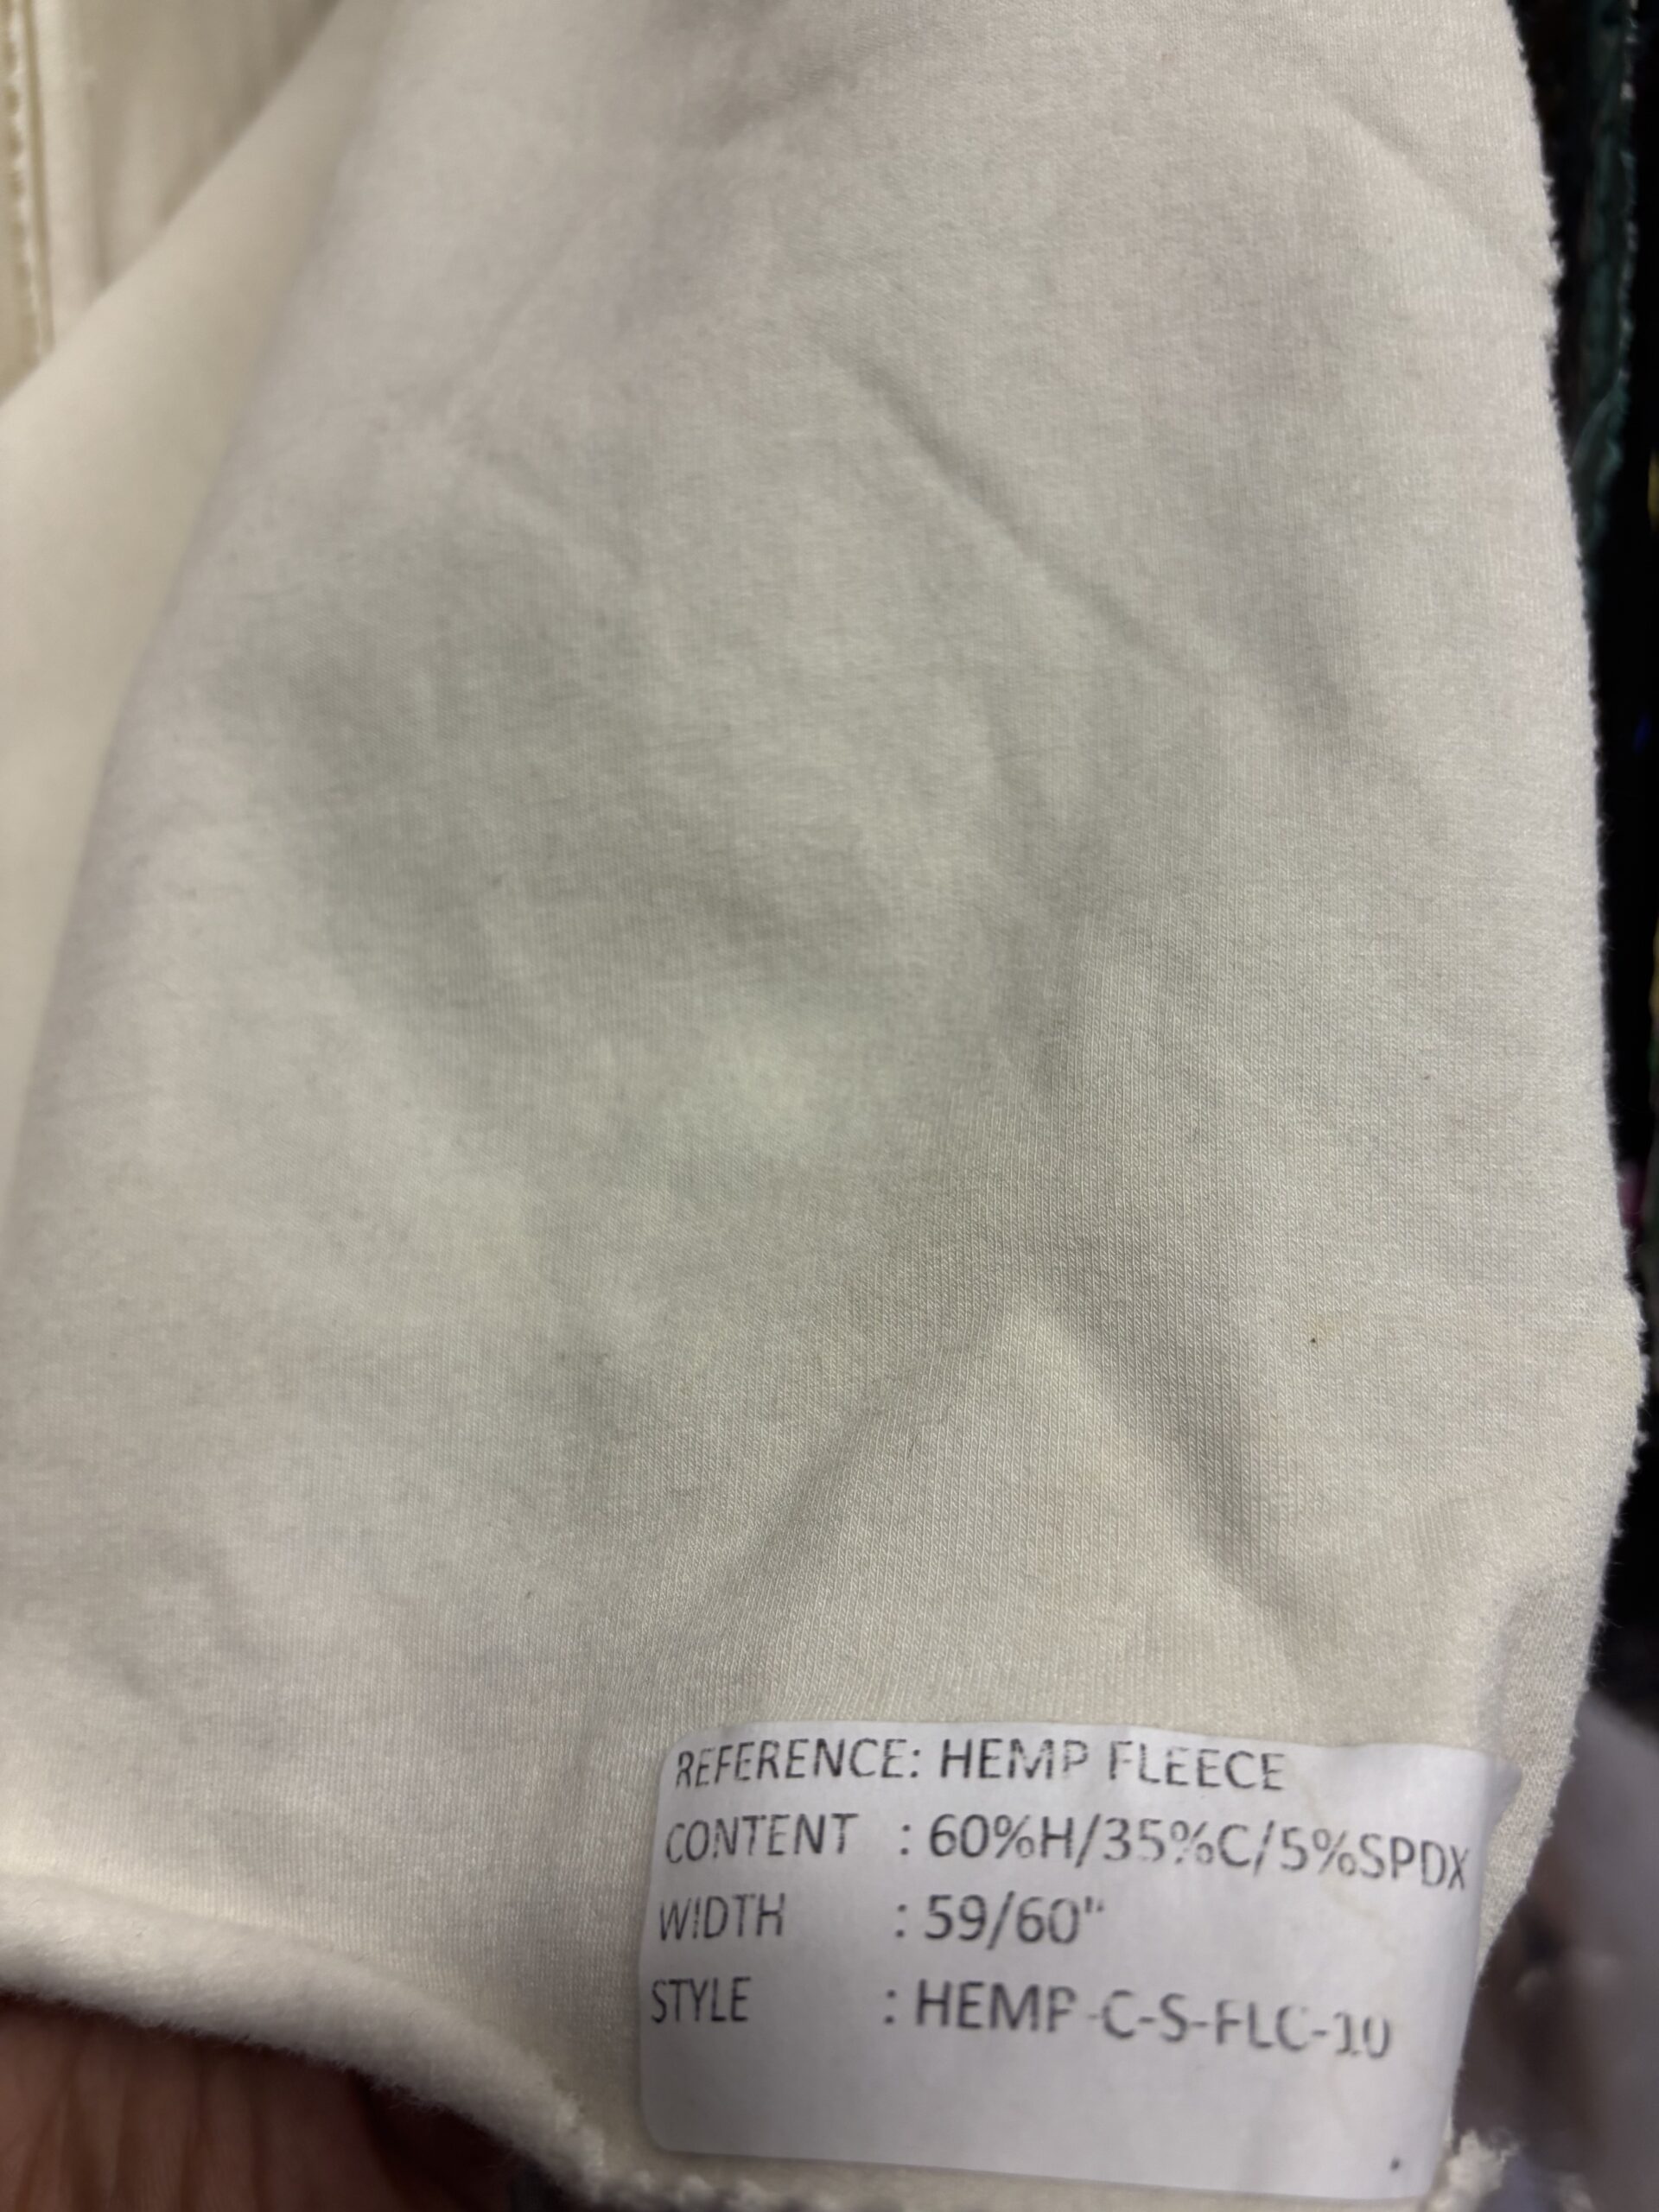 REFERENCE: HEMP FLEECE
CONTENT : 60%H/35%C/5%SPDX
WIDTH : 59/60"
STYLE : HEMP-C-S-FLC-10